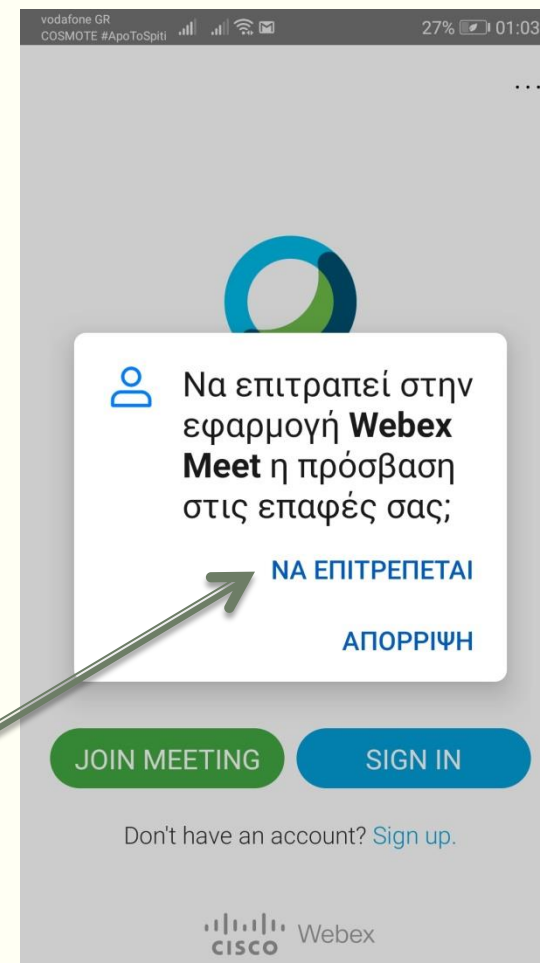 vodafone GR
COSMOTE #ApoToSpiti
27% 01:03
...
Να επιτραπεί στην
εφαρμογή Webex
Meet η πρόσβαση
στις επαφές σας;
ΝΑ ΕΠΙΤΡΕΠΕΤΑΙ
ΑΠΟΡΡΙΨΗ
JOIN MEETING
SIGN IN
Don't have an account? Sign up.
CISCO Webex